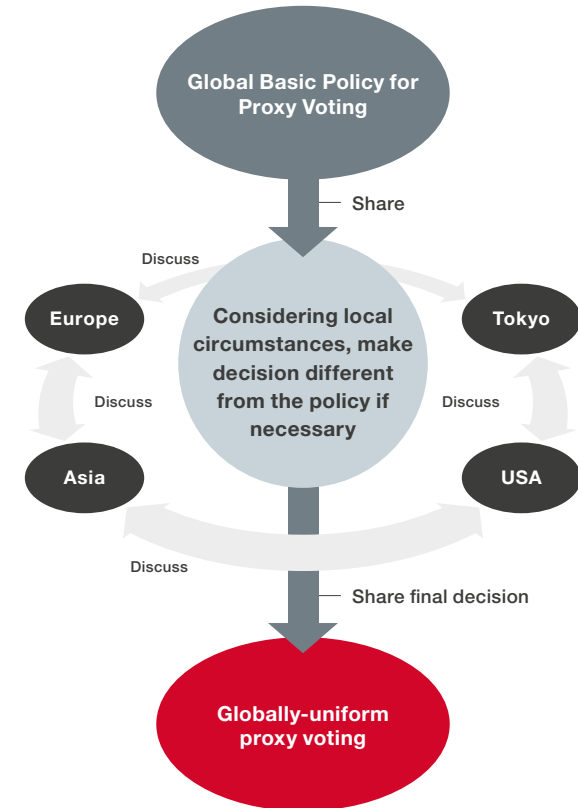 Global Basic Policy for
Proxy Voting
Share
Discuss
Europe
Tokyo
Considering local
circumstances, make
decision different
from the policy if
necessary
Discuss
Discuss
Asia
USA
Discuss
Share final decision
Globally-uniform
proxy voting